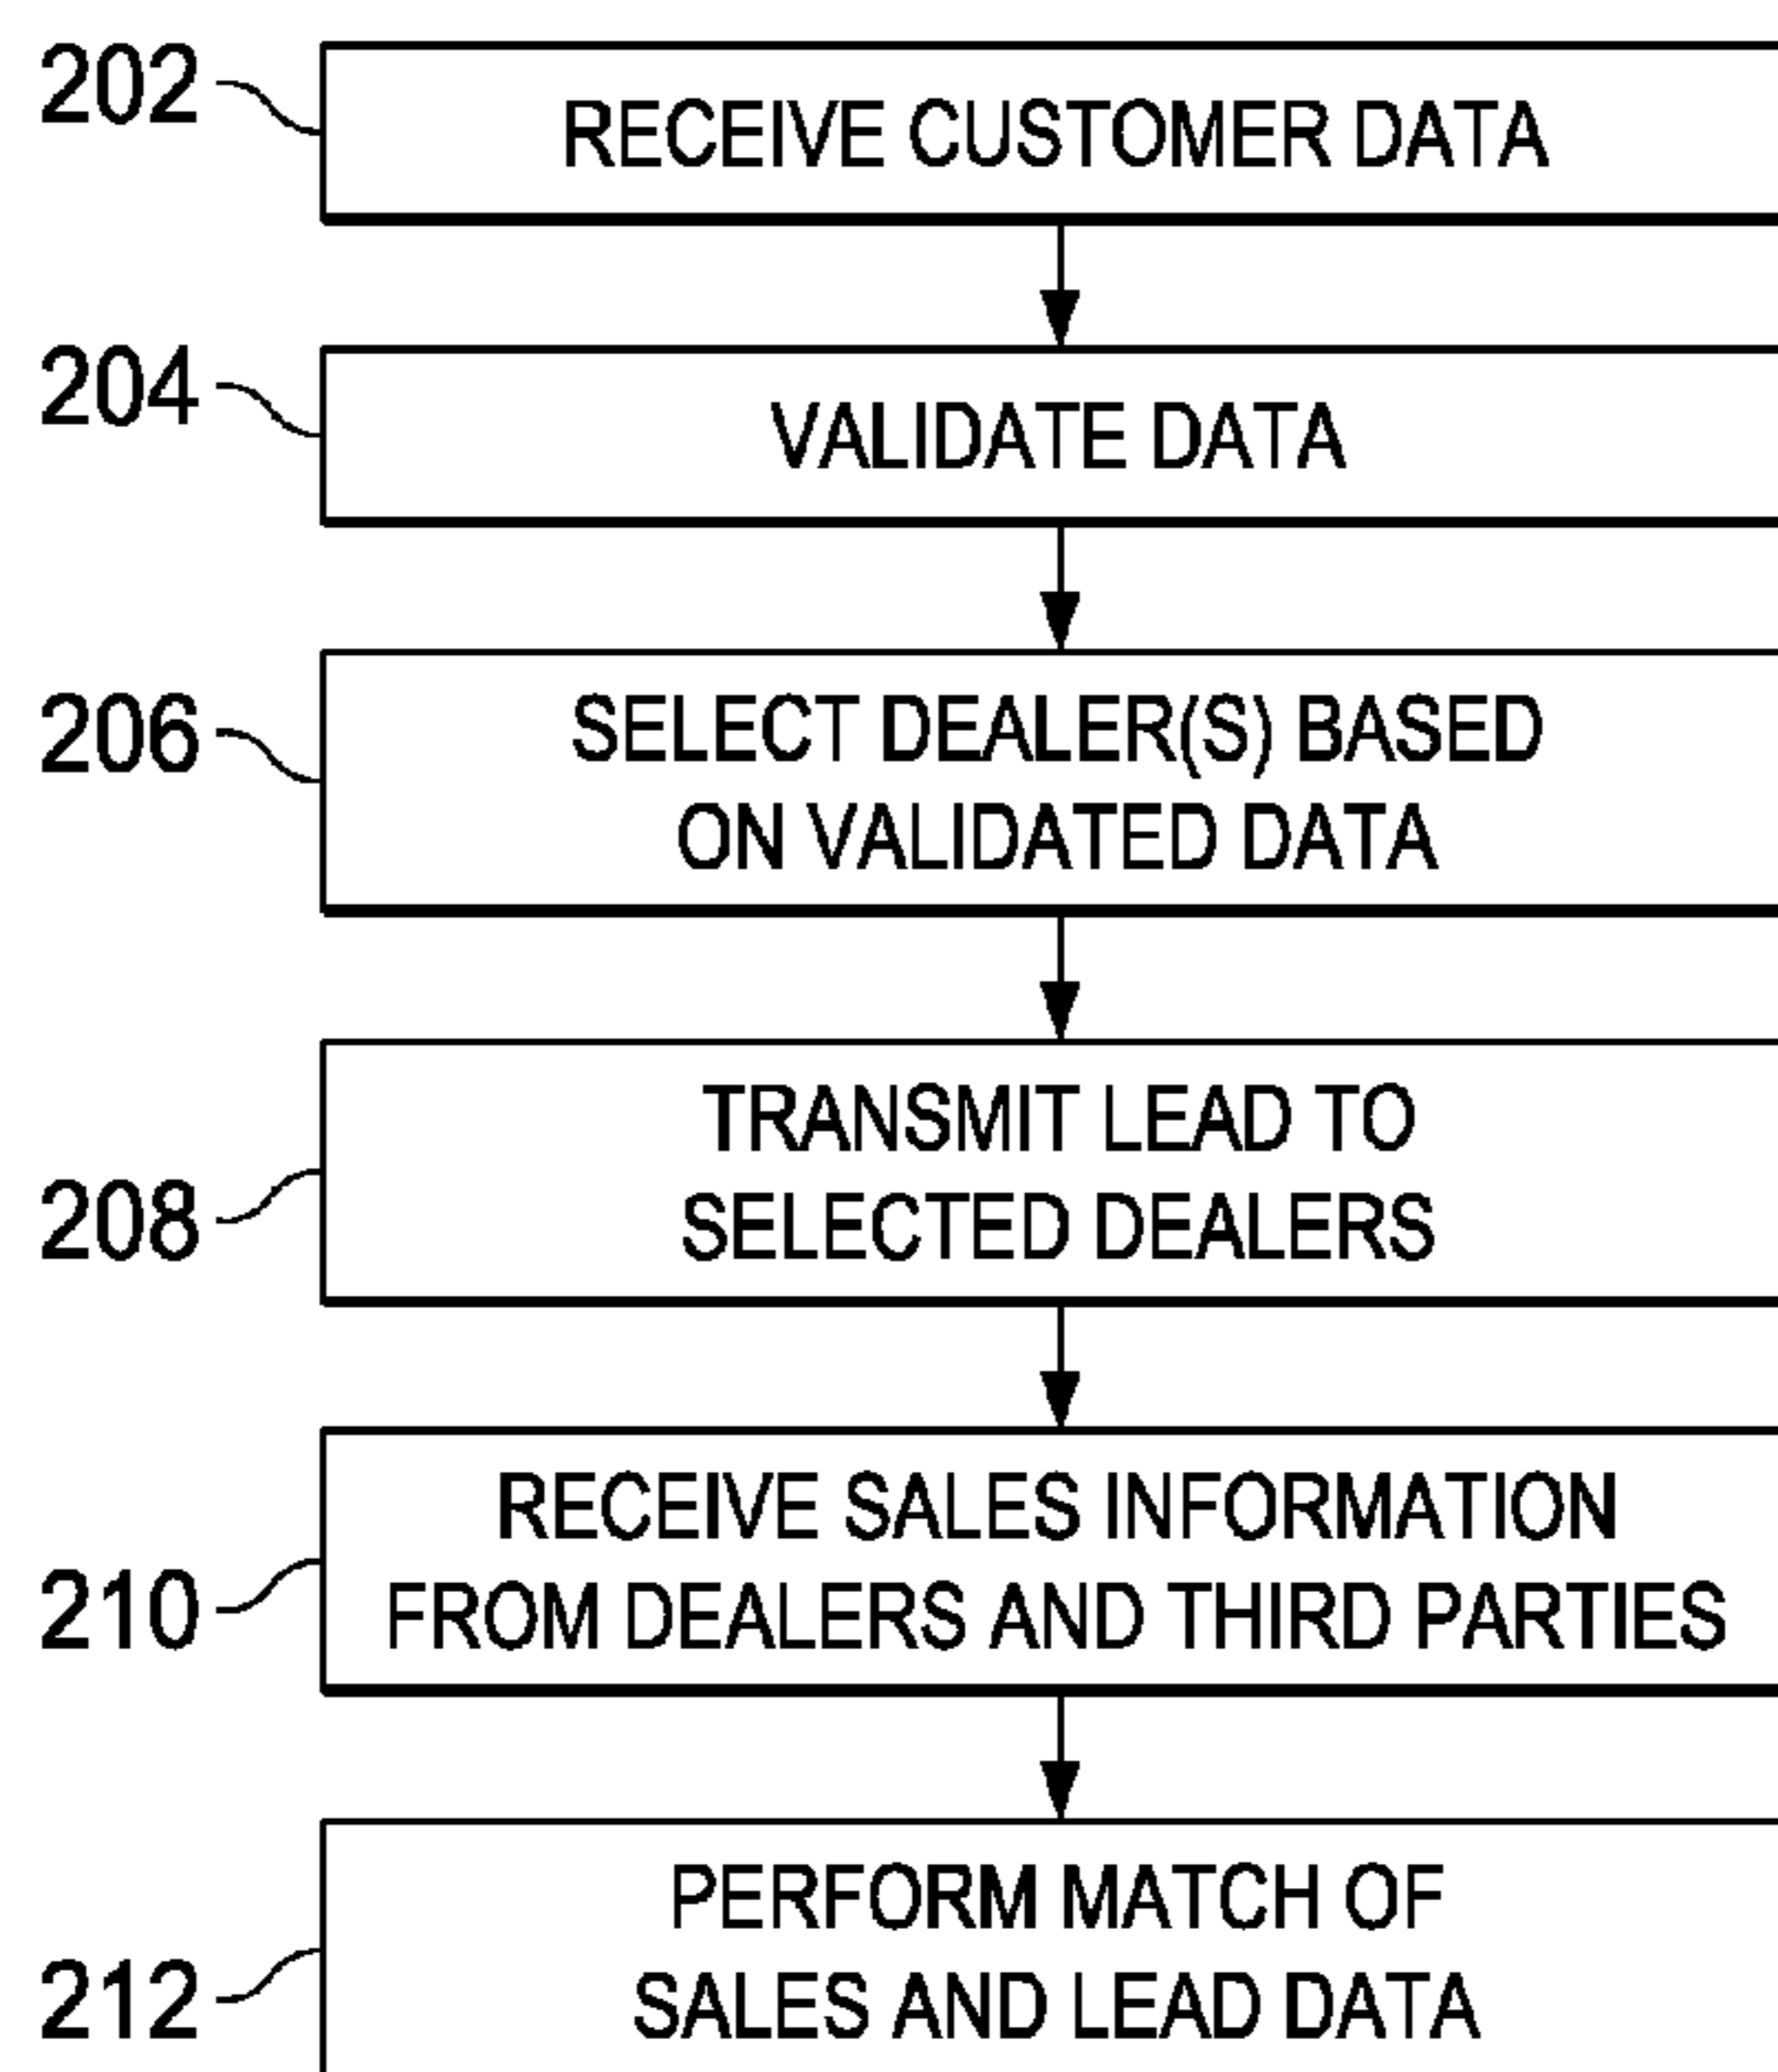 202
RECEIVE CUSTOMER DATA
204
VALIDATE DATA
206
SELECT DEALER(S) BASED
ON VALIDATED DATA
208
TRANSMIT LEAD TO
SELECTED DEALERS
210
RECEIVE SALES INFORMATION
FROM DEALERS AND THIRD PARTIES
212
PERFORM MATCH OF
SALES AND LEAD DATA